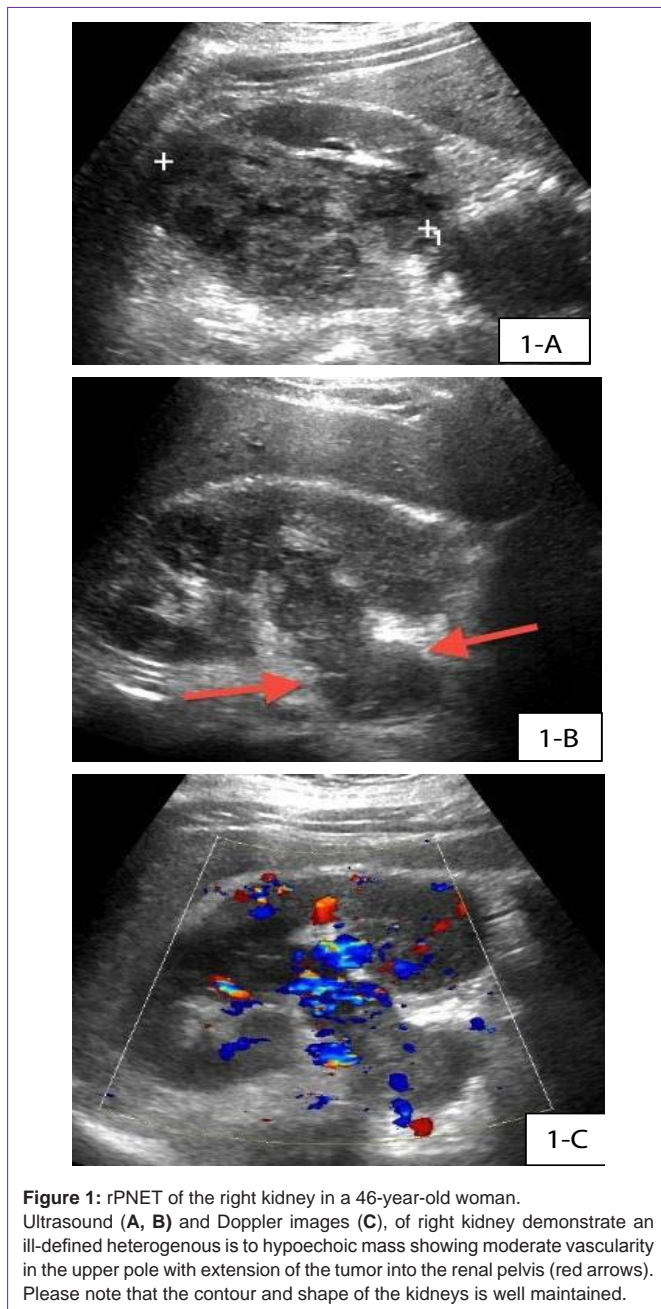 1-A
1
1-B
1-C
Figure 1: rPNET of the right kidney in a 46-year-old woman.
Ultrasound (A, B) and Doppler images (C), of right kidney demonstrate an
ill-defined heterogenous is to hypoechoic mass showing moderate vascularity
in the upper pole with extension of the tumor into the renal pelvis (red arrows).
Please note that the contour and shape of the kidneys is well maintained.